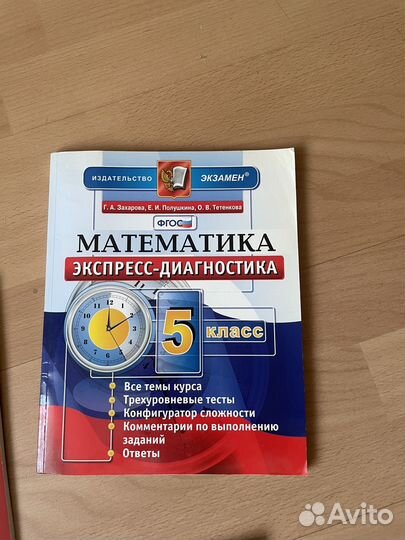 ИЗДАТЕЛЬСТВО ЭКЗАМЕН®
Г. А. Захарова, Е. И. Полушкина, О. В. Тетенкова
ФГОС
МАТЕМАТИКА
ЭКСПРЕСС-ДИАГНОСТИКА
5 класс
Все темы курса
Трехуровневые тесты
Конфигуратор сложности
Комментарии по выполнению
заданий
Ответы
Avito